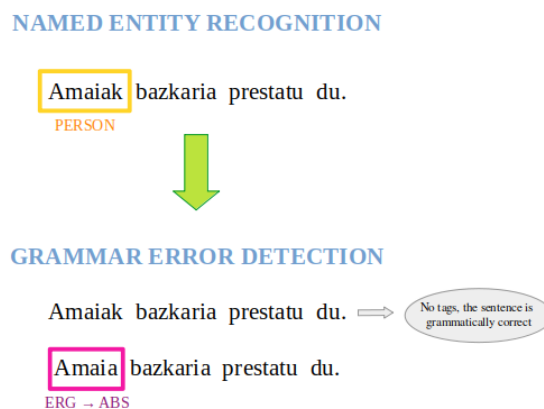 NAMED ENTITY RECOGNITION
Amaiak bazkaria prestatu du.
PERSON
GRAMMAR ERROR DETECTION
Amaiak bazkaria prestatu du.
No tags, the sentence is
grammatically correct
Amaia bazkaria prestatu du.
ERG → ABS